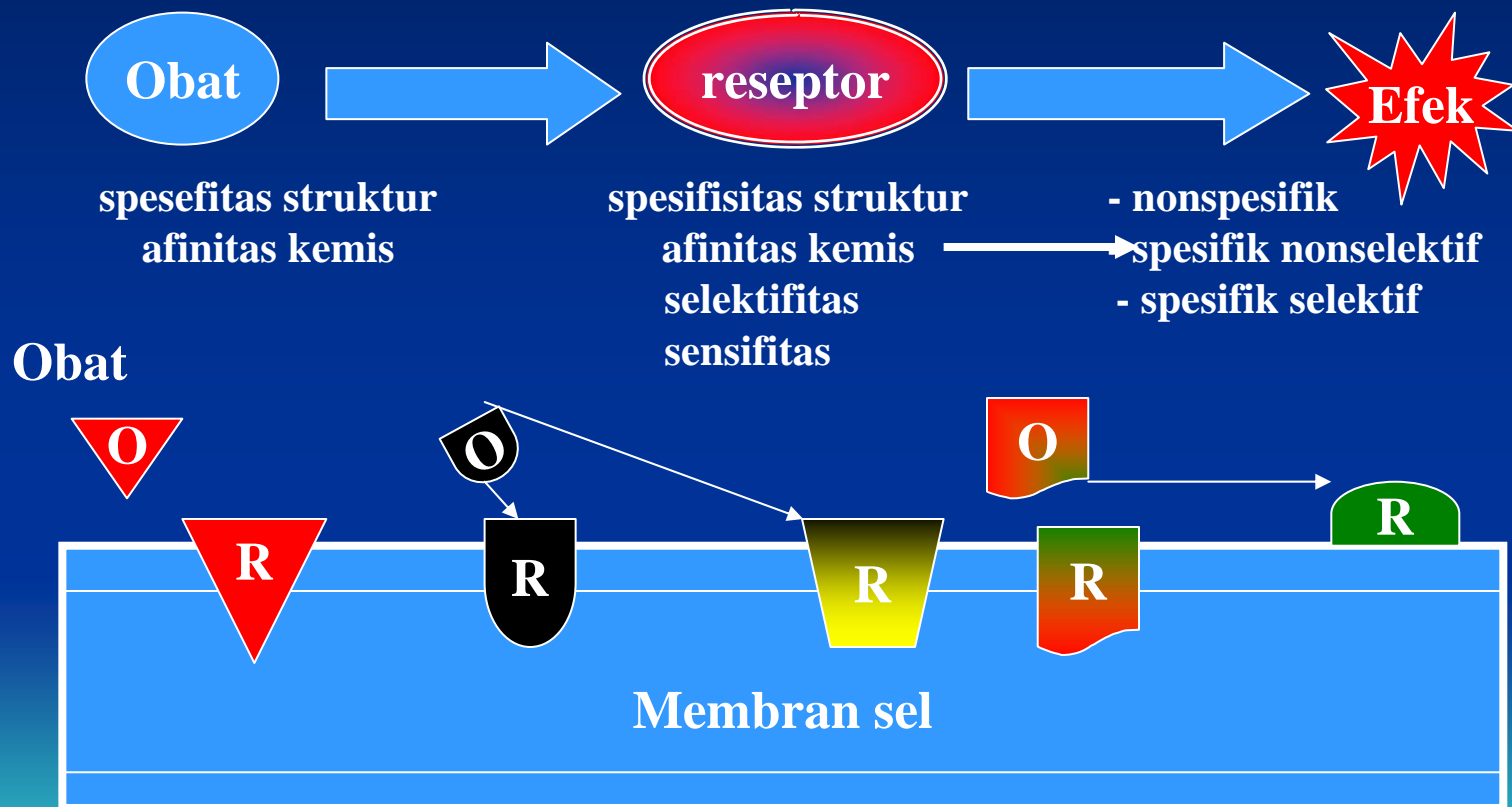 Obat
reseptor
Efek
spesefitas struktur
afinitas kemis
spesifisitas struktur
afinitas kemis
selektifitas
sensifitas
- nonspesifik
- spesifik nonselektif
- spesifik selektif
Obat
O
O
O
R
R
R
R
R
Membran sel